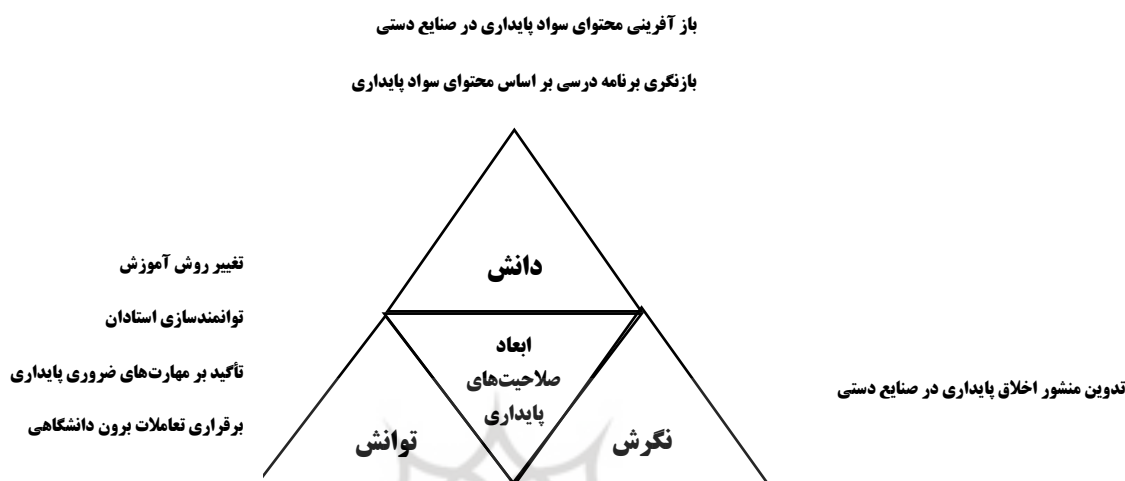 باز آفرینی محتوای سواد پایداری در صنایع دستی
بازنگری برنامه درسی بر اساس محتوای سواد پایداری
دانش
تغییر روش آموزش
توانمندسازی استادان
تأکید بر مهارت‌های ضروری پایداری
برقراری تعاملات برون دانشگاهی
ابعاد
صلاحیت‌های
پایداری
تدوین منشور اخلاق پایداری در صنایع دستی
نگرش
توانش